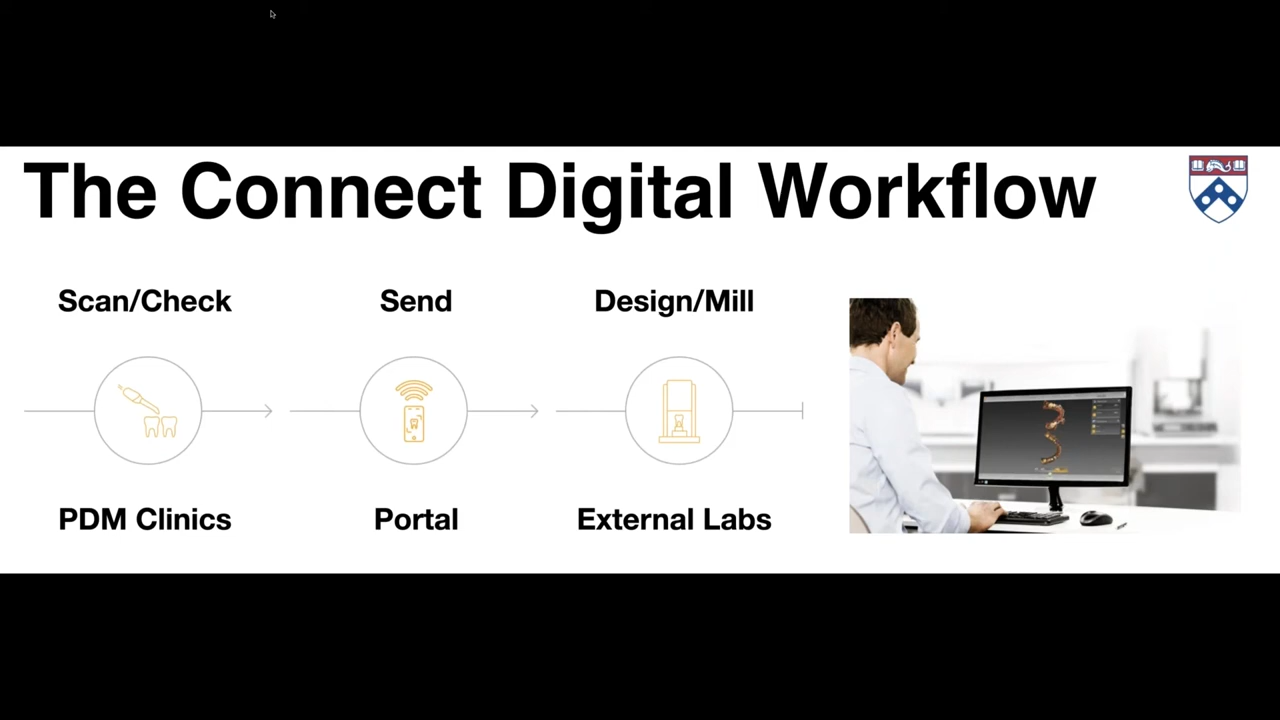 The Connect Digital Workflow
Scan/Check
Send
Design/Mill
PDM Clinics
Portal
External Labs